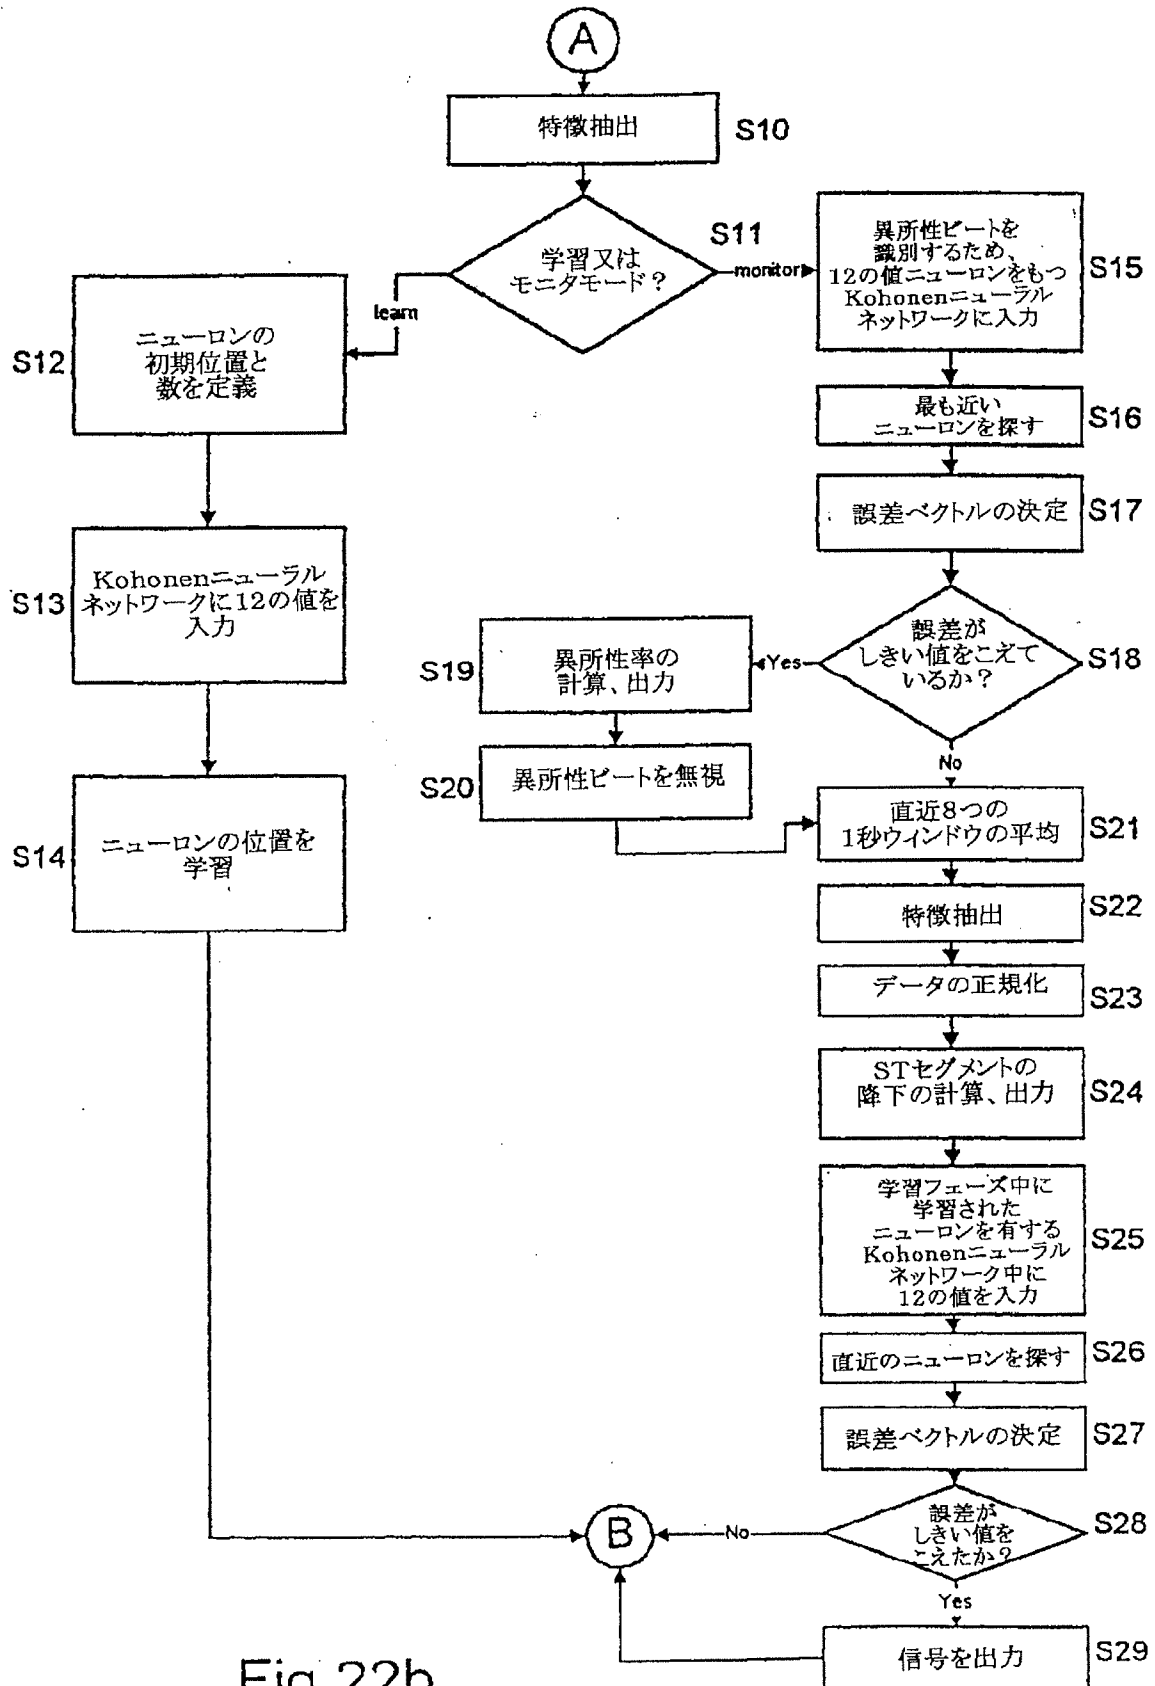 A
特徴抽出
S10
学習又は
モニタモード？
S11
learn
monitor
ニューロンの
初期位置と
数を定義
S12
Kohonenニューラル
ネットワークに12の値を
入力
S13
ニューロンの位置を
学習
S14
異所性ビートを
識別するため、
12の値ニューロンをもつ
Kohonenニューラル
ネットワークに入力
S15
最も近い
ニューロンを探す
S16
誤差ベクトルの決定
S17
誤差が
しきい値をこえて
いるか？
S18
Yes
No
異所性率の
計算、出力
S19
異所性ビートを無視
S20
直近8つの
1秒ウィンドウの平均
S21
特徴抽出
S22
データの正規化
S23
STセグメントの
降下の計算、出力
S24
学習フェーズ中に
学習された
ニューロンを有する
Kohonenニューラル
ネットワーク中に
12の値を入力
S25
直近のニューロンを探す
S26
誤差ベクトルの決定
S27
誤差が
しきい値を
こえたか？
S28
No
B
Yes
信号を出力
S29
Fig 22b